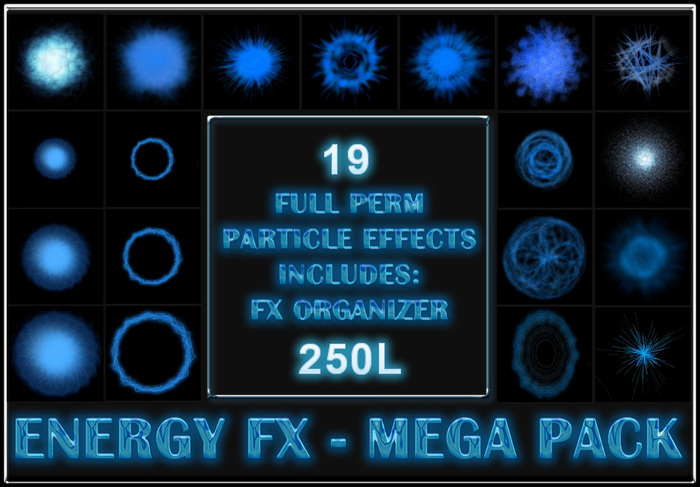 19
FULL PERM
PARTICLE EFFECTS
INCLUDES:
FX ORGANIZER
250L
ENERGY FX - MEGA PACK